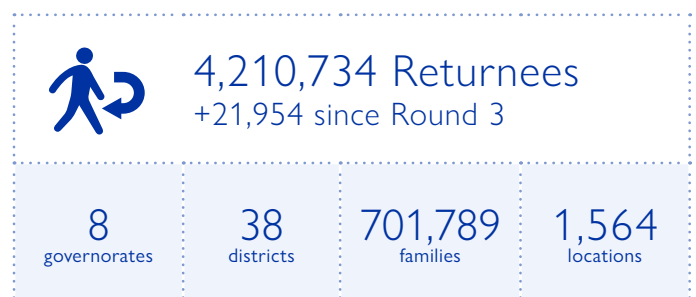 4,210,734 Returnees
+21,954 since Round 3
8
governorates
38
districts
701,789
families
1,564
locations